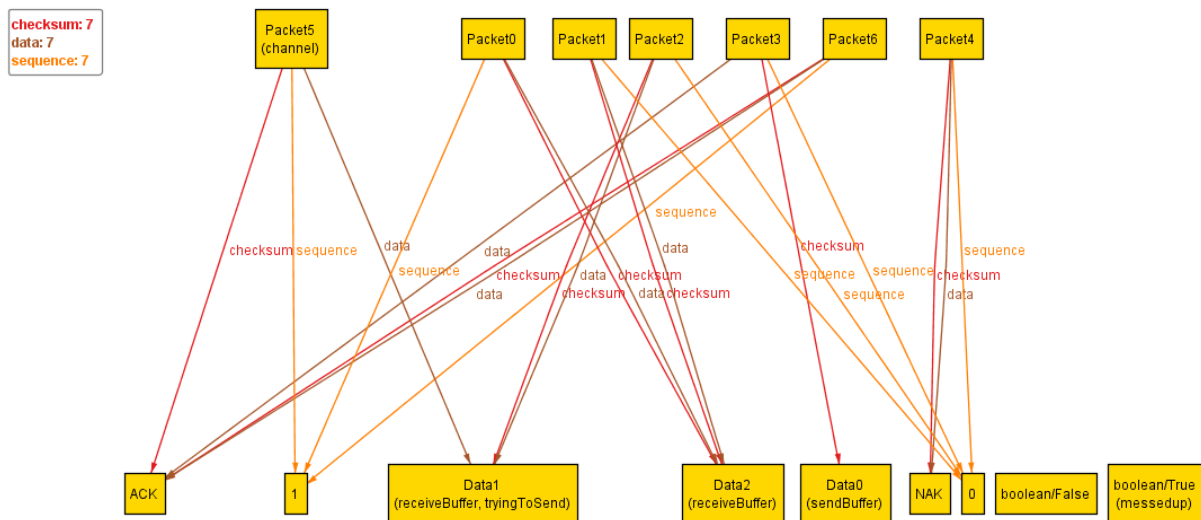 checksum: 7
data: 7
sequence: 7
Packet5
(channel)
Packet0
Packet1
Packet2
Packet3
Packet6
Packet4
sequence
checksum
sequence
data
sequence
data
data
checksum
data
checksum
data
checksum
data
checksum
checksum
sequence
sequence
sequence
sequence
checksum
data
ACK
1
Data1
(receiveBuffer, tryingToSend)
Data2
(receiveBuffer)
Data0
(sendBuffer)
NAK
0
boolean/False
boolean/True
(messedup)